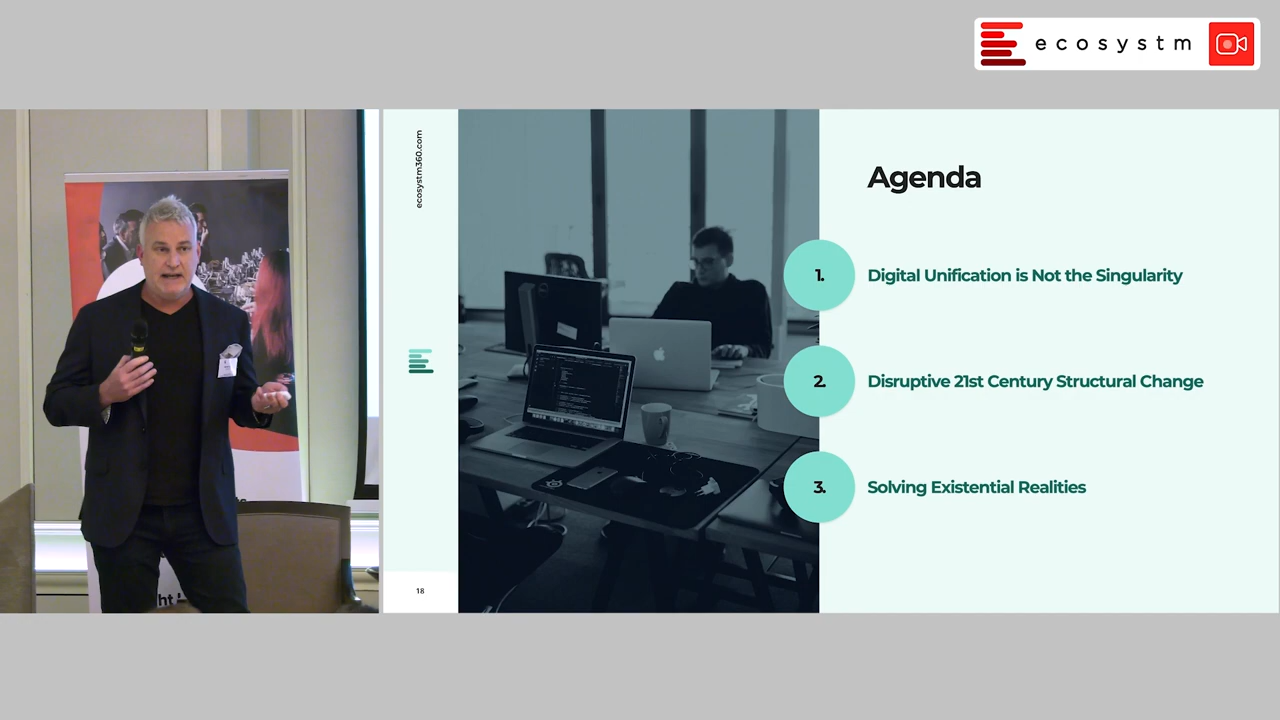 ecosystm
ecosystm360.com
Agenda
1.
Digital Unification is Not the Singularity
2.
Disruptive 21st Century Structural Change
3.
Solving Existential Realities
18